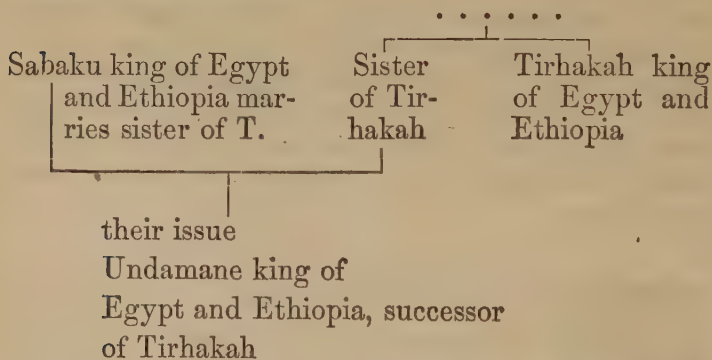 . . . . . .
Sabaku king of Egypt
and Ethiopia mar-
ries sister of T.
Sister
of Tir-
hakah
Tirhakah king
of Egypt and
Ethiopia
their issue
Undamane king of
Egypt and Ethiopia, successor
of Tirhakah